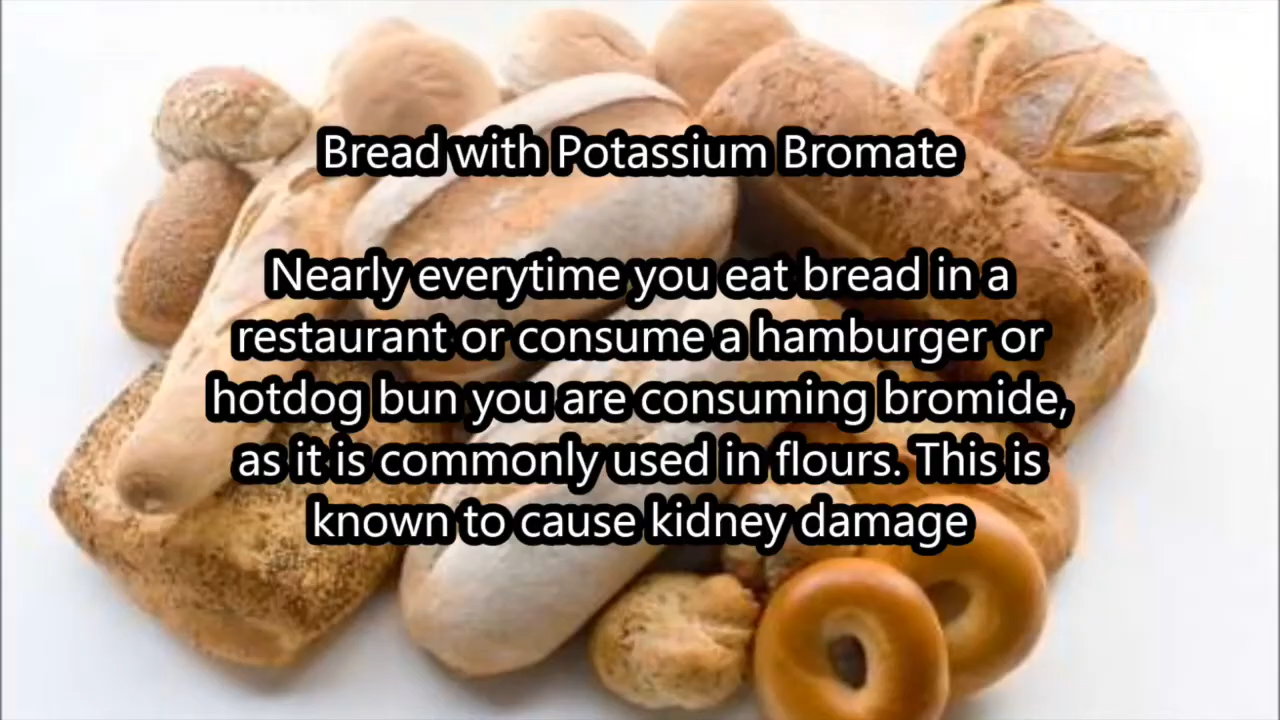 Bread with Potassium Bromate
Nearly everytime you eat bread in a
restaurant or consume a hamburger or
hotdog bun you are consuming bromide,
as it is commonly used in flours. This is
known to cause kidney damage